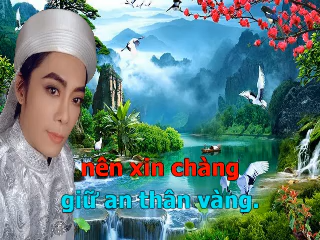 nên xin chàng
giữ an thân vàng.